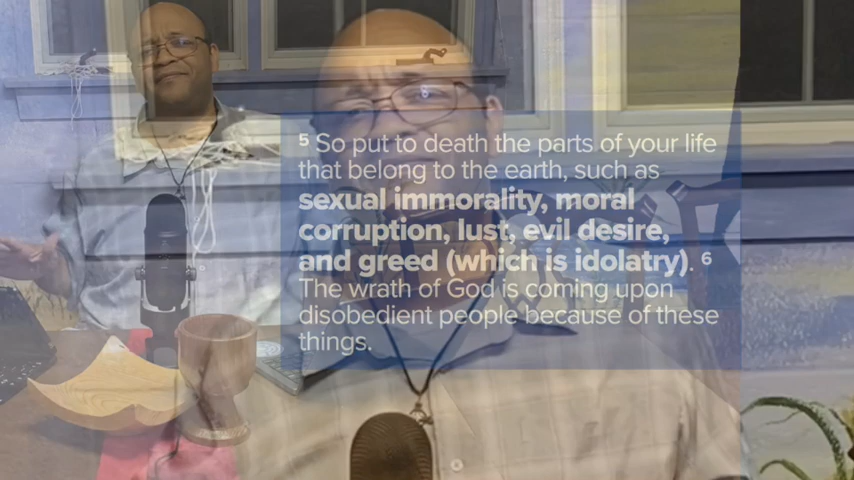 5 So put to death the parts of your life
that belong to the earth, such as
sexual immorality, moral
corruption, lust, evil desire,
and greed (which is idolatry). 6
The wrath of God is coming upon
disobedient people because of these
things.